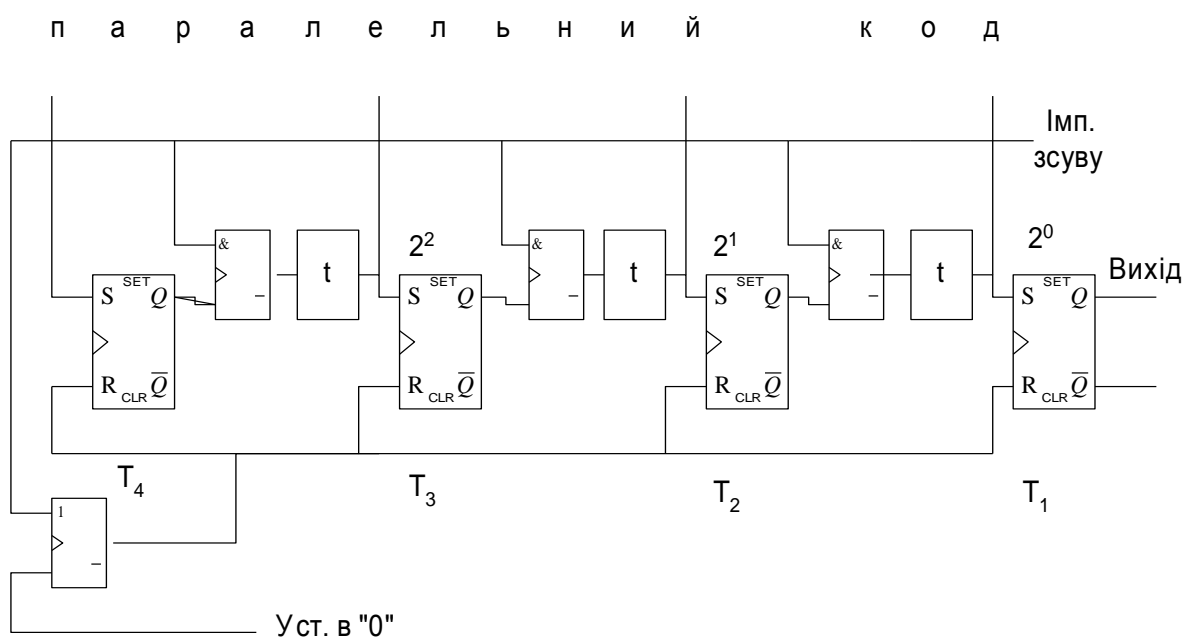 паралельний код
Імп.
зсуву
& & &
2² 2¹ 2⁰
t t t
Вихід
SET SET SET SET
S Q S Q S Q S Q
R Q̅ R Q̅ R Q̅ R Q̅
CLR CLR CLR CLR
T₄ T₃ T₂ T₁
1
Уст. в "0"